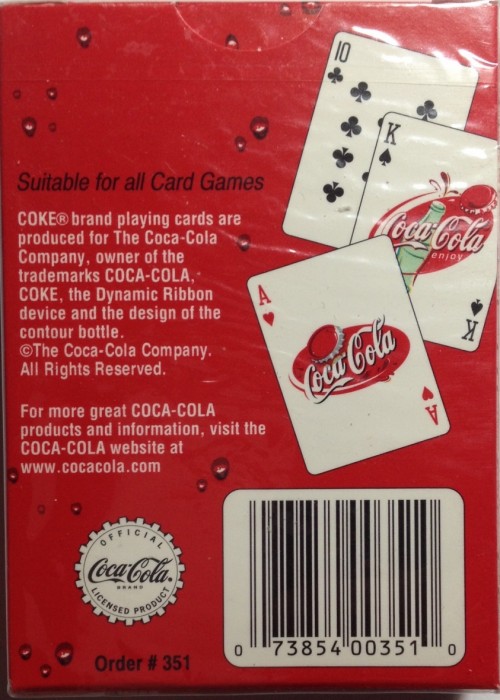 10
K
Coca-Cola
enjoy
K
Suitable for all Card Games
COKE® brand playing cards are
produced for The Coca-Cola
Company, owner of the
trademarks COCA-COLA,
COKE, the Dynamic Ribbon
device and the design of the
contour bottle.
©The Coca-Cola Company.
All Rights Reserved.
A
Coca-Cola
A
For more great COCA-COLA
products and information, visit the
COCA-COLA website at
www.cocacola.com
OFFICIAL
Coca-Cola®
BRAND
LICENSED PRODUCT
Order # 351
0 73854 00351 0